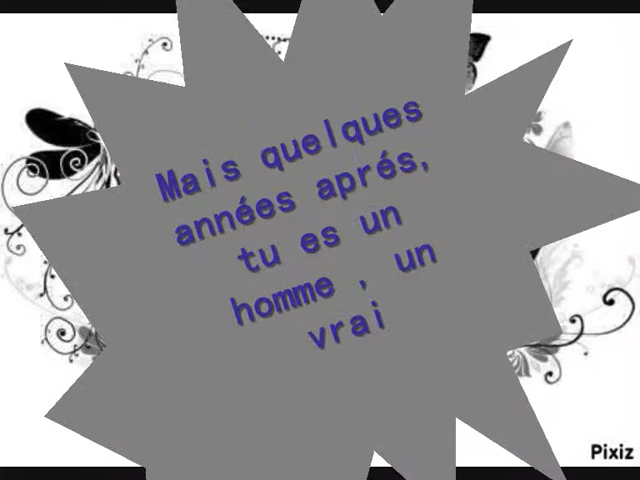 Mais quelques
années aprés,
tu es un
homme , un
vrai
Pixiz